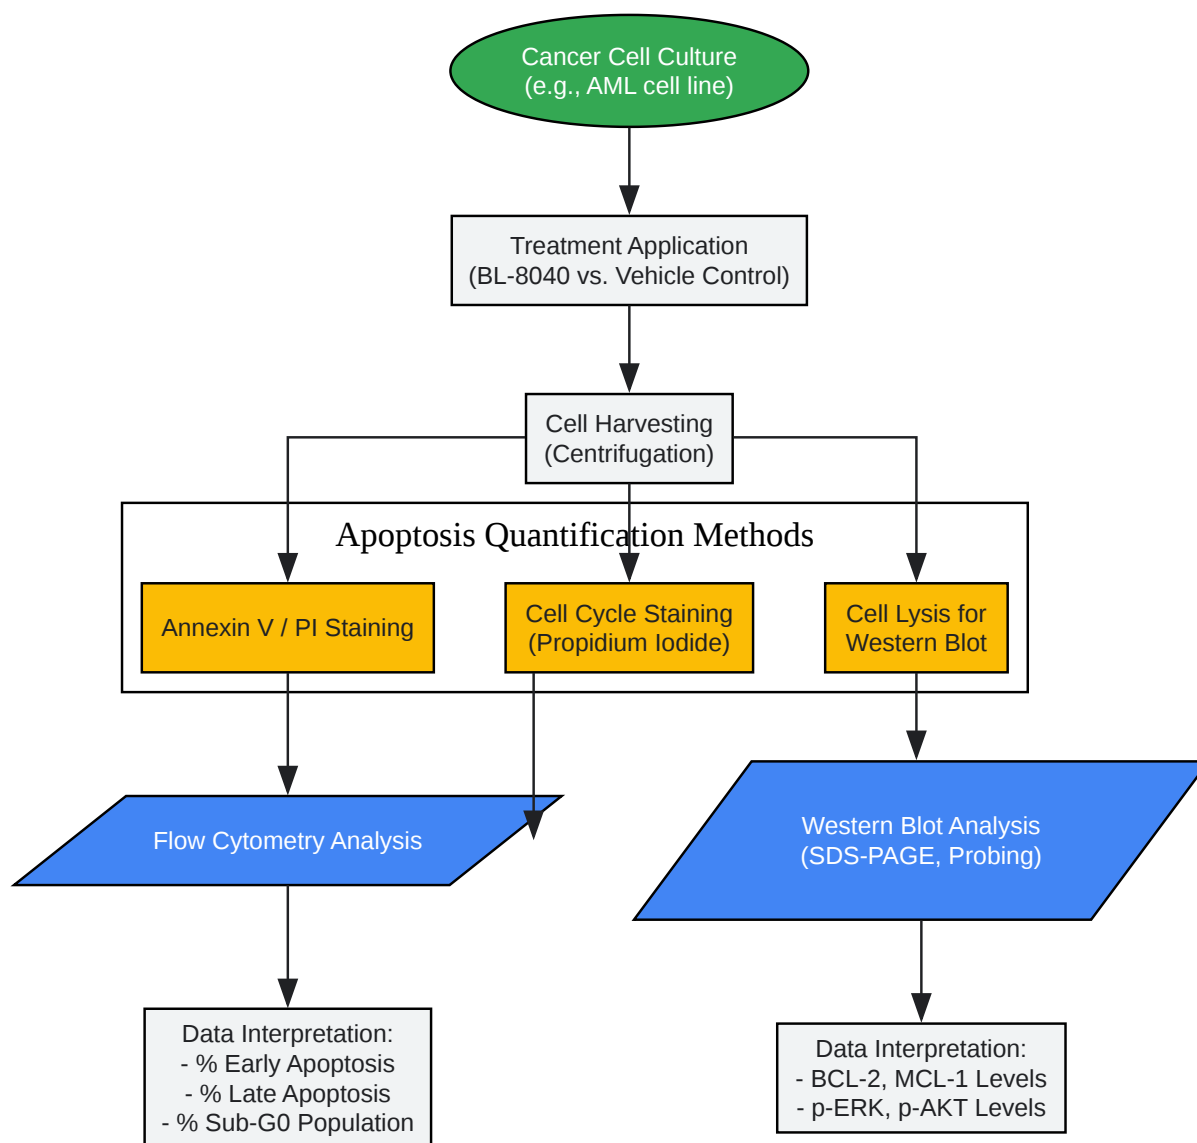 Cancer Cell Culture
(e.g., AML cell line)
Treatment Application
(BL-8040 vs. Vehicle Control)
Cell Harvesting
(Centrifugation)
Apoptosis Quantification Methods
Annexin V / PI Staining
Cell Cycle Staining
(Propidium Iodide)
Cell Lysis for
Western Blot
Flow Cytometry Analysis
Western Blot Analysis
(SDS-PAGE, Probing)
Data Interpretation:
- % Early Apoptosis
- % Late Apoptosis
- % Sub-G0 Population
Data Interpretation:
- BCL-2, MCL-1 Levels
- p-ERK, p-AKT Levels